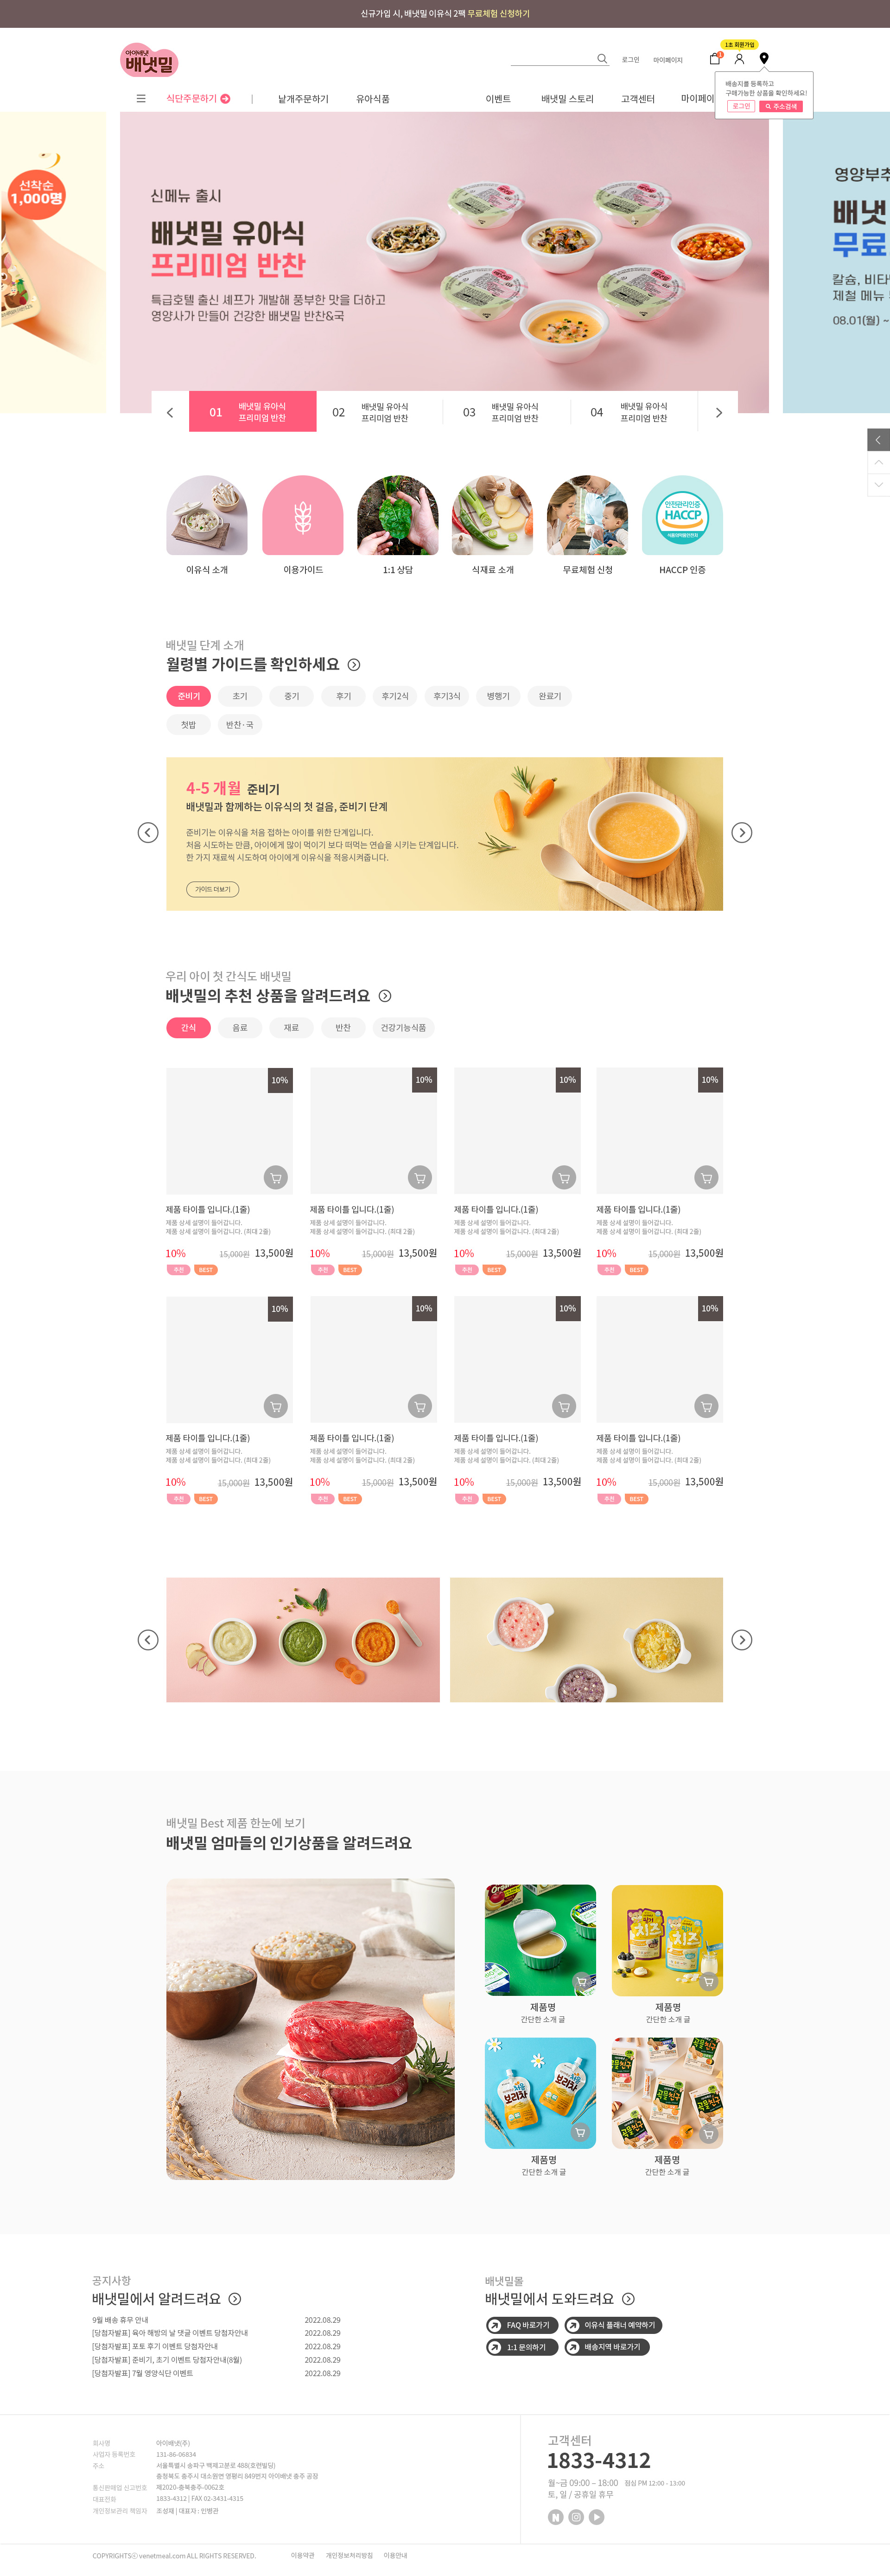 신규가입 시, 배냇밀 이유식 2팩 무료체험 신청하기
아이배냇
배냇밀
로그인
마이페이지
1
1초 회원가입
식단주문하기
낱개주문하기
유아식품
이벤트
배냇밀 스토리
고객센터
마이페이
배송지를 등록하고
구매가능한 상품을 확인하세요!
로그인
주소검색
선착순
1,000명
신메뉴 출시
배냇밀 유아식
프리미엄 반찬
특급호텔 출신 셰프가 개발해 풍부한 맛을 더하고
영양사가 만들어 건강한 배냇밀 반찬&국
영양부추
배냇
무료
칼슘, 비타
제철 메뉴
08.01(월) ~
01 배냇밀 유아식
프리미엄 반찬
02 배냇밀 유아식
프리미엄 반찬
03 배냇밀 유아식
프리미엄 반찬
04 배냇밀 유아식
프리미엄 반찬
안전관리인증
HACCP
식품의약품안전처
이유식 소개
이용가이드
1:1 상담
식재료 소개
무료체험 신청
HACCP 인증
배냇밀 단계 소개
월령별 가이드를 확인하세요
준비기
초기
중기
후기
후기2식
후기3식
병행기
완료기
첫밥
반찬·국
4-5 개월 준비기
배냇밀과 함께하는 이유식의 첫 걸음, 준비기 단계
준비기는 이유식을 처음 접하는 아이를 위한 단계입니다.
처음 시도하는 만큼, 아이에게 많이 먹이기 보다 떠먹는 연습을 시키는 단계입니다.
한 가지 재료씩 시도하여 아이에게 이유식을 적응시켜줍니다.
가이드 더보기
우리 아이 첫 간식도 배냇밀
배냇밀의 추천 상품을 알려드려요
간식
음료
재료
반찬
건강기능식품
10%
10%
10%
10%
제품 타이틀 입니다.(1줄)
제품 상세 설명이 들어갑니다.
제품 상세 설명이 들어갑니다. (최대 2줄)
10% 15,000원 13,500원
추천 BEST
제품 타이틀 입니다.(1줄)
제품 상세 설명이 들어갑니다.
제품 상세 설명이 들어갑니다. (최대 2줄)
10% 15,000원 13,500원
추천 BEST
제품 타이틀 입니다.(1줄)
제품 상세 설명이 들어갑니다.
제품 상세 설명이 들어갑니다. (최대 2줄)
10% 15,000원 13,500원
추천 BEST
제품 타이틀 입니다.(1줄)
제품 상세 설명이 들어갑니다.
제품 상세 설명이 들어갑니다. (최대 2줄)
10% 15,000원 13,500원
추천 BEST
10%
10%
10%
10%
제품 타이틀 입니다.(1줄)
제품 상세 설명이 들어갑니다.
제품 상세 설명이 들어갑니다. (최대 2줄)
10% 15,000원 13,500원
추천 BEST
제품 타이틀 입니다.(1줄)
제품 상세 설명이 들어갑니다.
제품 상세 설명이 들어갑니다. (최대 2줄)
10% 15,000원 13,500원
추천 BEST
제품 타이틀 입니다.(1줄)
제품 상세 설명이 들어갑니다.
제품 상세 설명이 들어갑니다. (최대 2줄)
10% 15,000원 13,500원
추천 BEST
제품 타이틀 입니다.(1줄)
제품 상세 설명이 들어갑니다.
제품 상세 설명이 들어갑니다. (최대 2줄)
10% 15,000원 13,500원
추천 BEST
배냇밀 Best 제품 한눈에 보기
배냇밀 엄마들의 인기상품을 알려드려요
치즈
치즈
제품명
간단한 소개 글
제품명
간단한 소개 글
보리차
보리차
제품명
간단한 소개 글
제품명
간단한 소개 글
공지사항
배냇밀에서 알려드려요
9월 배송 휴무 안내 2022.08.29
[당첨자발표] 육아 해방의 날 댓글 이벤트 당첨자안내 2022.08.29
[당첨자발표] 포토 후기 이벤트 당첨자안내 2022.08.29
[당첨자발표] 준비기, 초기 이벤트 당첨자안내(8월) 2022.08.29
[당첨자발표] 7월 영양식단 이벤트 2022.08.29
배냇밀몰
배냇밀에서 도와드려요
FAQ 바로가기
이유식 플래너 예약하기
1:1 문의하기
배송지역 바로가기
회사명 아이배냇(주)
사업자 등록번호 131-86-06834
주소 서울특별시 송파구 백제고분로 488(호련빌딩)
충청북도 충주시 대소원면 영평리 849번지 아이배냇 충주 공장
통신판매업 신고번호 제2020-충북충주-0062호
대표전화 1833-4312 | FAX 02-3431-4315
개인정보관리 책임자 조성재 | 대표자 : 빈병관
고객센터
1833-4312
월~금 09:00 – 18:00 점심 PM 12:00 - 13:00
토, 일 / 공휴일 휴무
N
COPYRIGHTSⓒ venetmeal.com ALL RIGHTS RESERVED.
이용약관
개인정보처리방침
이용안내